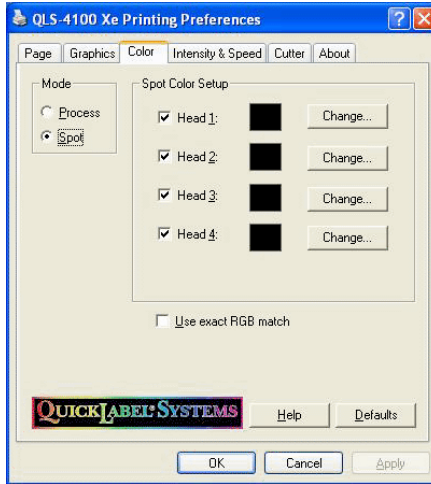 QLS-4100 Xe Printing Preferences
Page Graphics Color Intensity & Speed Cutter About
Mode
Process
Spot
Spot Color Setup
Head 1: Change...
Head 2: Change...
Head 3: Change...
Head 4: Change...
Use exact RGB match
QUICKLABEL® SYSTEMS Help Defaults
OK Cancel Apply